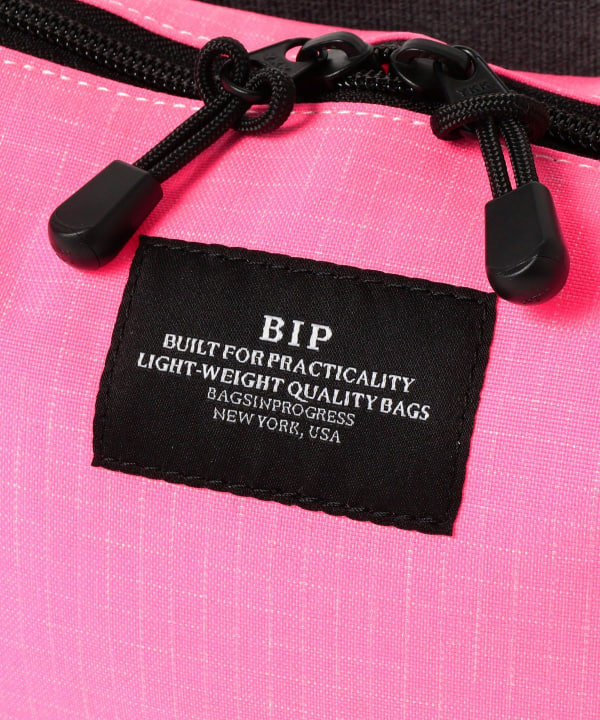 BIP
BUILT FOR PRACTICALITY
LIGHT-WEIGHT QUALITY BAGS
BAGSINPROGRESS
NEW YORK, USA